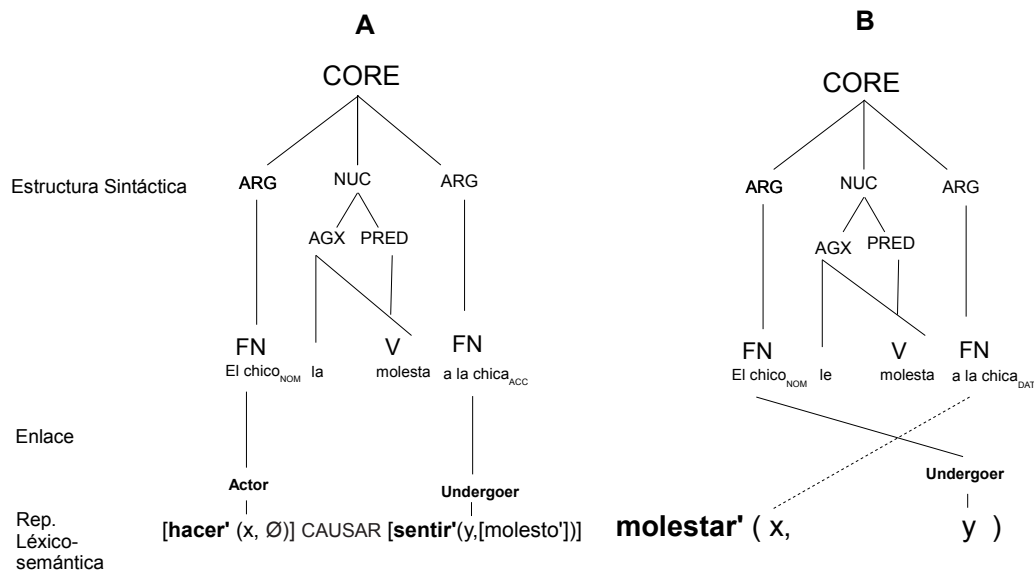 A
B
CORE
CORE
Estructura Sintáctica
ARG NUC ARG
ARG NUC ARG
AGX PRED
AGX PRED
FN V FN
El chicoNOM la molesta a la chicaACC
FN V FN
El chicoNOM le molesta a la chicaDAT
Enlace
Actor Undergoer
Undergoer
Rep.
Léxico-
semántica
[hacer' (x, Ø)] CAUSAR [sentir'(y,[molesto'])]
molestar' ( x, y )